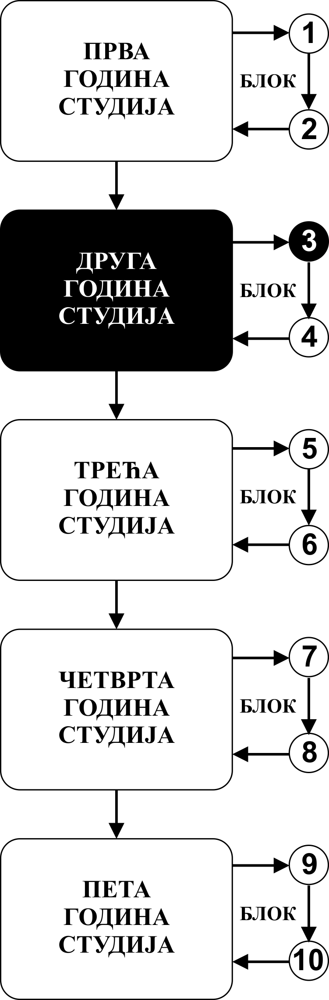 ПРВА
ГОДИНА
СТУДИЈА
1
БЛОК
2
ДРУГА
ГОДИНА
СТУДИЈА
3
БЛОК
4
ТРЕЋА
ГОДИНА
СТУДИЈА
5
БЛОК
6
ЧЕТВРТА
ГОДИНА
СТУДИЈА
7
БЛОК
8
ПЕТА
ГОДИНА
СТУДИЈА
9
БЛОК
10